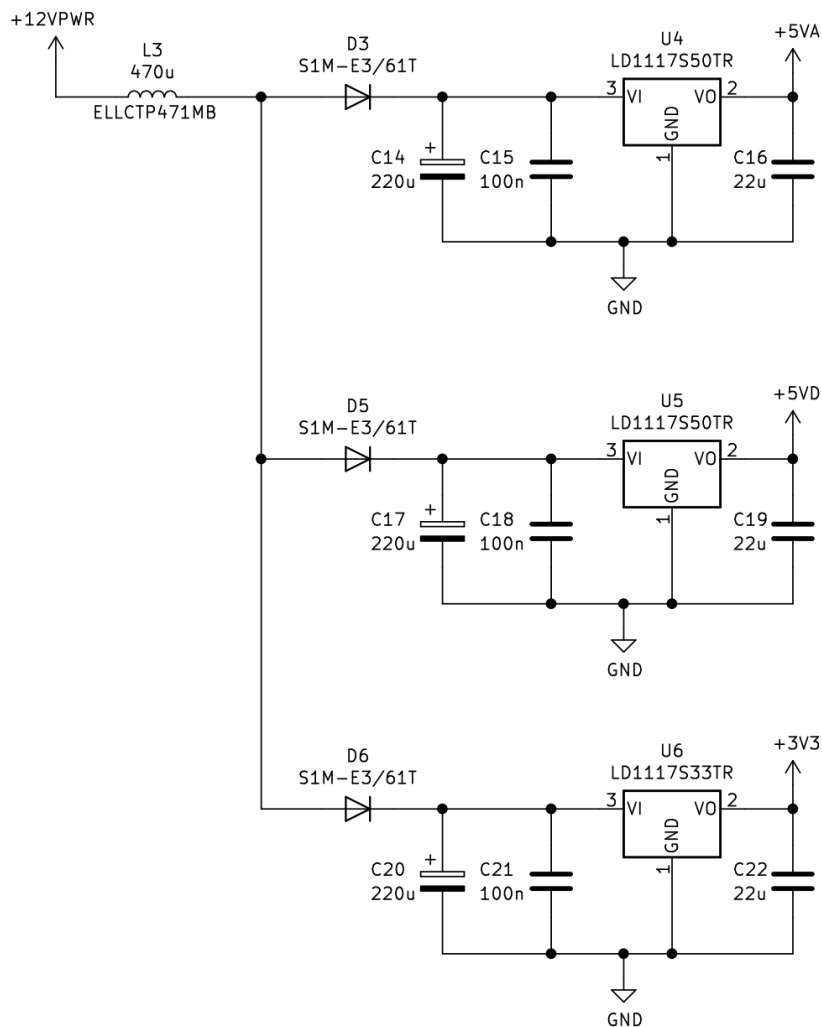 +12VPWR
L3
470u
ELLCTP471MB
D3
S1M-E3/61T
C14
220u
+
C15
100n
U4
LD1117S50TR
3
VI
VO
2
GND
1
+5VA
C16
22u
GND
D5
S1M-E3/61T
C17
220u
+
C18
100n
U5
LD1117S50TR
3
VI
VO
2
GND
1
+5VD
C19
22u
GND
D6
S1M-E3/61T
C20
220u
+
C21
100n
U6
LD1117S33TR
3
VI
VO
2
GND
1
+3V3
C22
22u
GND